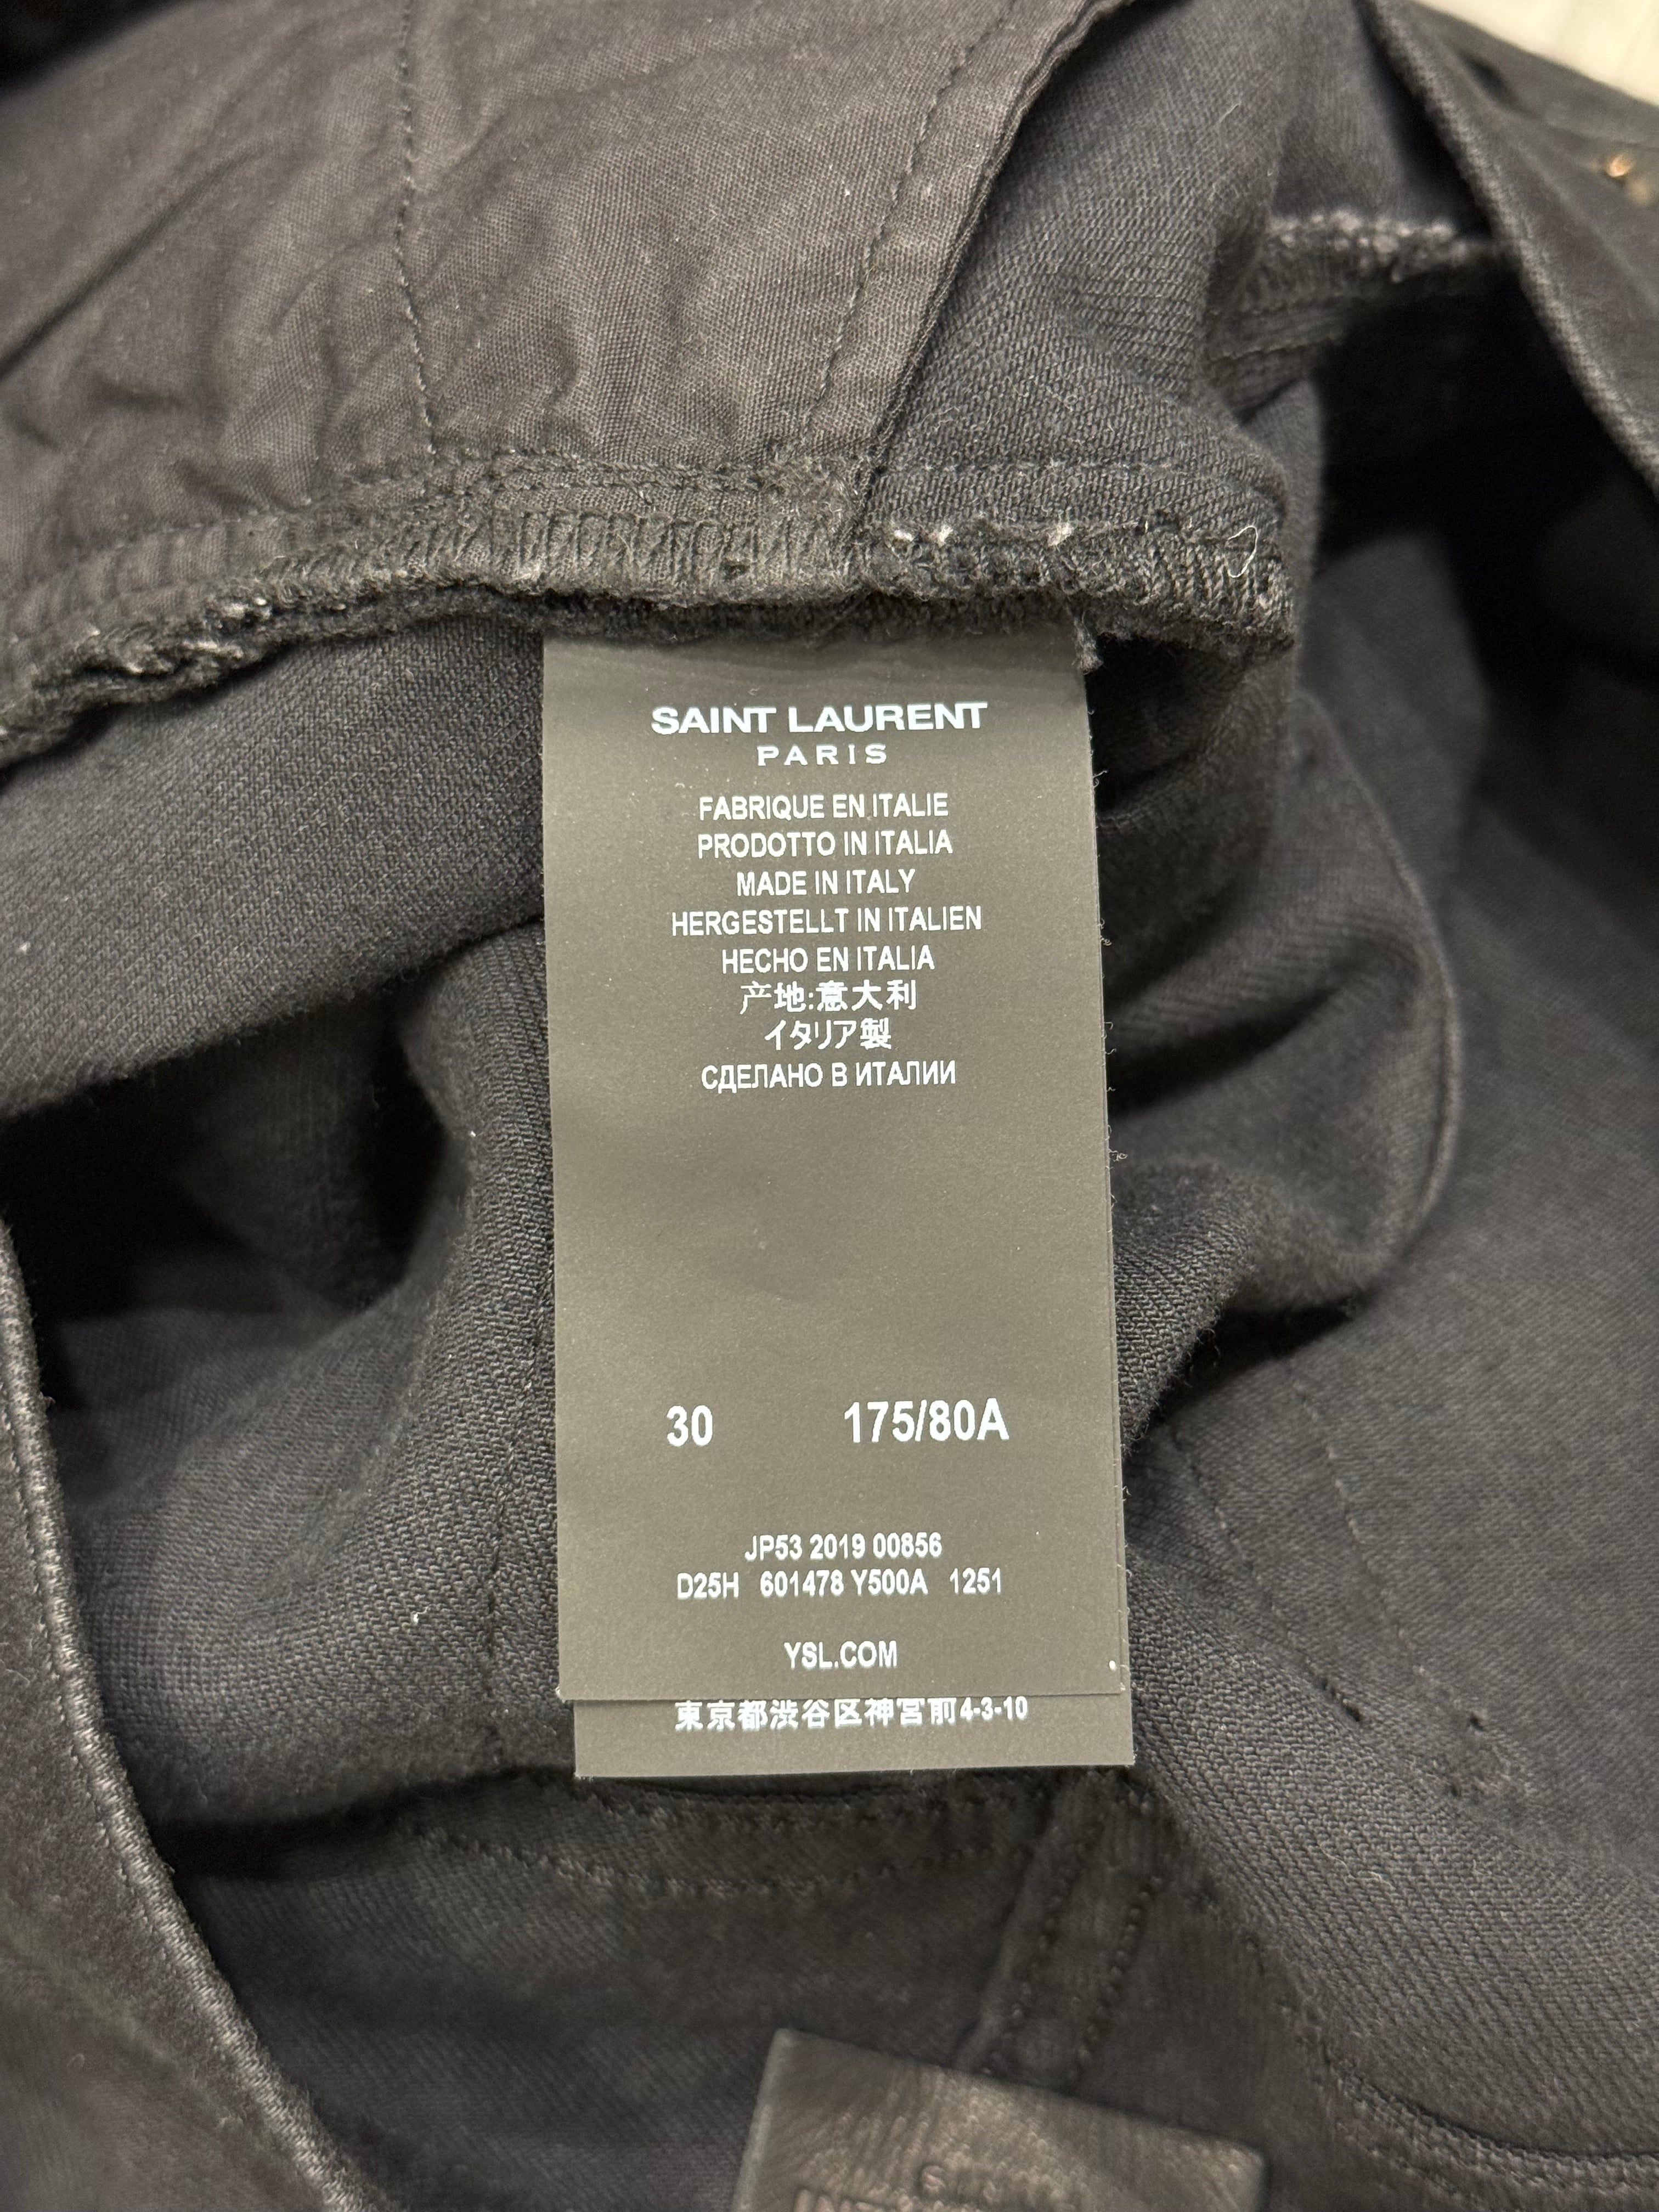 SAINT LAURENT
PARIS
FABRIQUE EN ITALIE
PRODOTTO IN ITALIA
MADE IN ITALY
HERGESTELLT IN ITALIEN
HECHO EN ITALIA
产地:意大利
イタリア製
СДЕЛАНО В ИТАЛИИ
30 175/80A
JP53 2019 00856
D25H 601478 Y500A 1251
YSL.COM
東京都渋谷区神宮前4-3-10